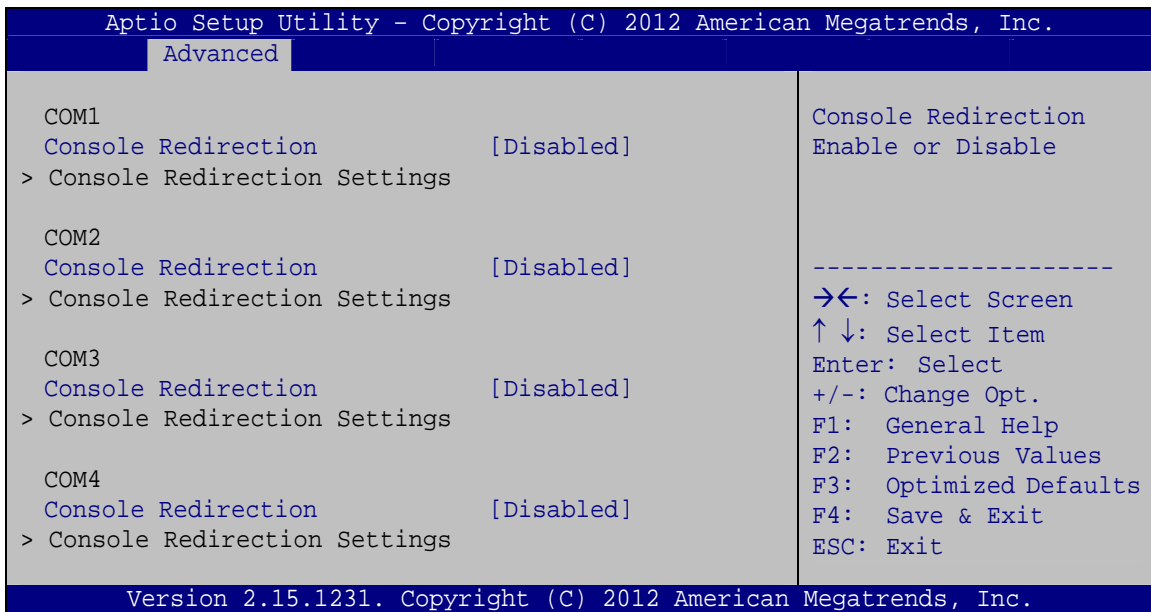 Aptio Setup Utility – Copyright (C) 2012 American Megatrends, Inc.
Advanced
COM1
Console Redirection [Disabled]
> Console Redirection Settings
COM2
Console Redirection [Disabled]
> Console Redirection Settings
COM3
Console Redirection [Disabled]
> Console Redirection Settings
COM4
Console Redirection [Disabled]
> Console Redirection Settings
Console Redirection
Enable or Disable
---------------------
→←: Select Screen
↑ ↓: Select Item
Enter: Select
+/-: Change Opt.
F1: General Help
F2: Previous Values
F3: Optimized Defaults
F4: Save & Exit
ESC: Exit
Version 2.15.1231. Copyright (C) 2012 American Megatrends, Inc.